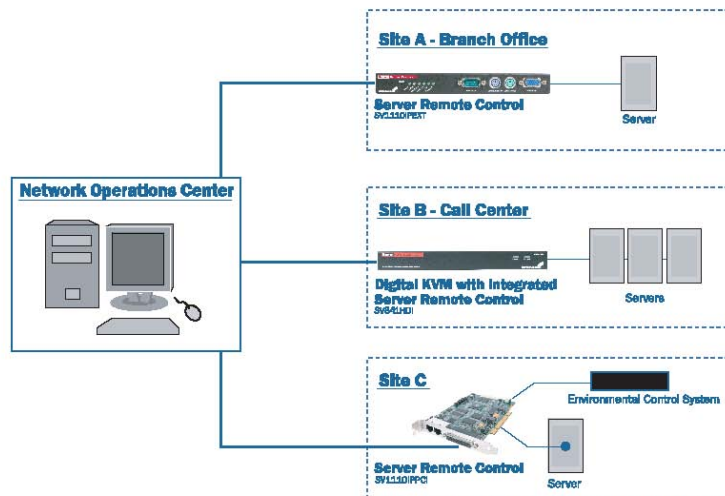 Site A - Branch Office
Server Remote Control
SV1110IPEXT
Server
Network Operations Center
Site B - Call Center
Digital KVM with Integrated
Server Remote Control
SV841HDI
Servers
Site C
Environmental Control System
Server Remote Control
SV1110IPPCI
Server